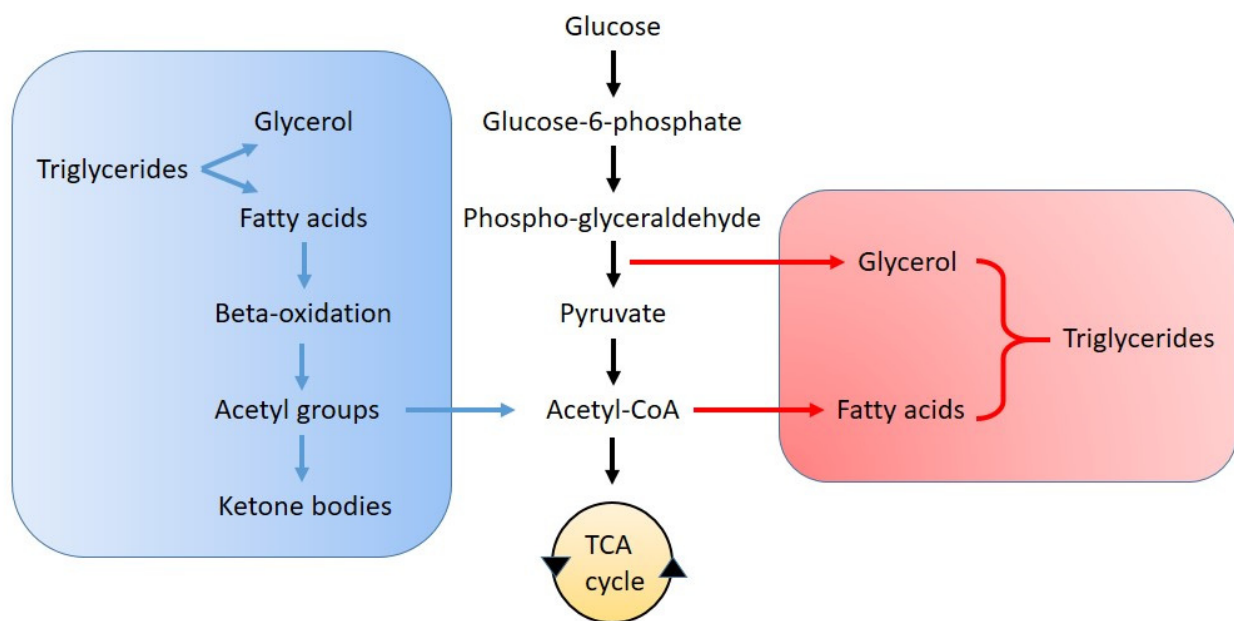 Glucose
Glycerol
Glucose-6-phosphate
Triglycerides
Fatty acids
Phospho-glyceraldehyde
Glycerol
Beta-oxidation
Pyruvate
Triglycerides
Acetyl groups
Acetyl-CoA
Fatty acids
Ketone bodies
TCA
cycle